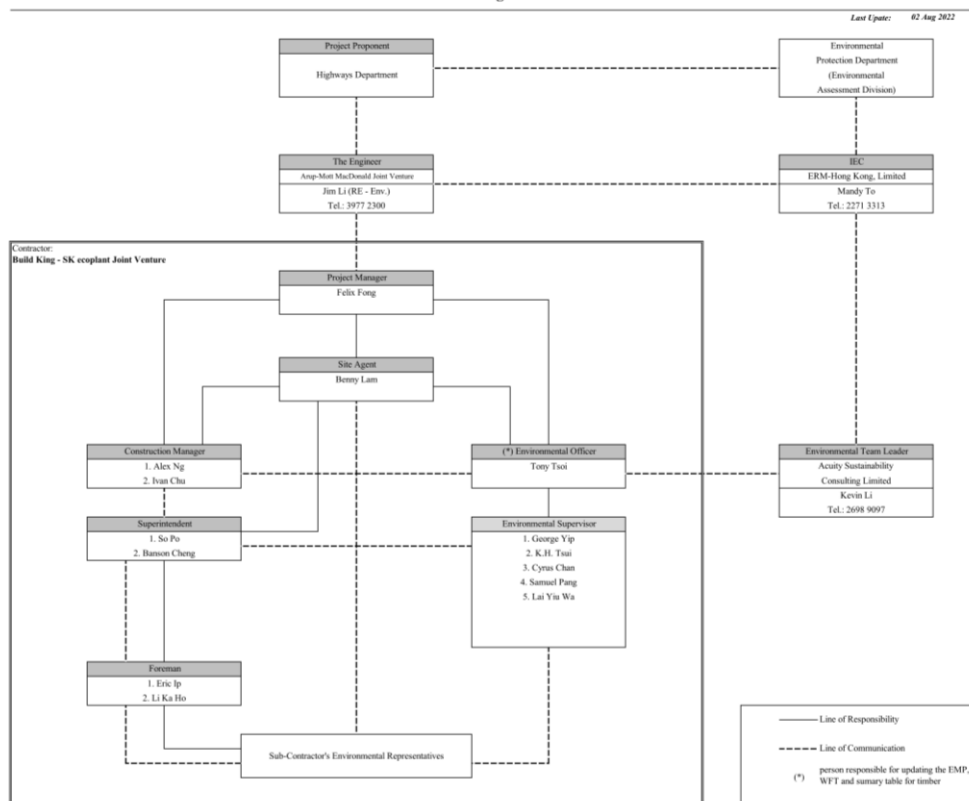 Last Upate: 02 Aug 2022
Project Proponent
Highways Department
Environmental
Protection Department
(Environmental
Assessment Division)
The Engineer
Arup-Mott MacDonald Joint Venture
Jim Li (RE - Env.)
Tel.: 3977 2300
IEC
ERM-Hong Kong, Limited
Mandy To
Tel.: 2271 3313
Contractor:
Build King - SK ecoplant Joint Venture
Project Manager
Felix Fong
Site Agent
Benny Lam
Construction Manager
1. Alex Ng
2. Ivan Chu
(*) Environmental Officer
Tony Tsoi
Environmental Team Leader
Acuity Sustainability
Consulting Limited
Kevin Li
Tel.: 2698 9097
Superintendent
1. So Po
2. Banson Cheng
Environmental Supervisor
1. George Yip
2. K.H. Tsui
3. Cyrus Chan
4. Samuel Pang
5. Lai Yiu Wa
Foreman
1. Eric Ip
2. Li Ka Ho
Sub-Contractor's Environmental Representatives
Line of Responsibility
Line of Communication
(*) person responsible for updating the EMP,
WFT and sumary table for timber